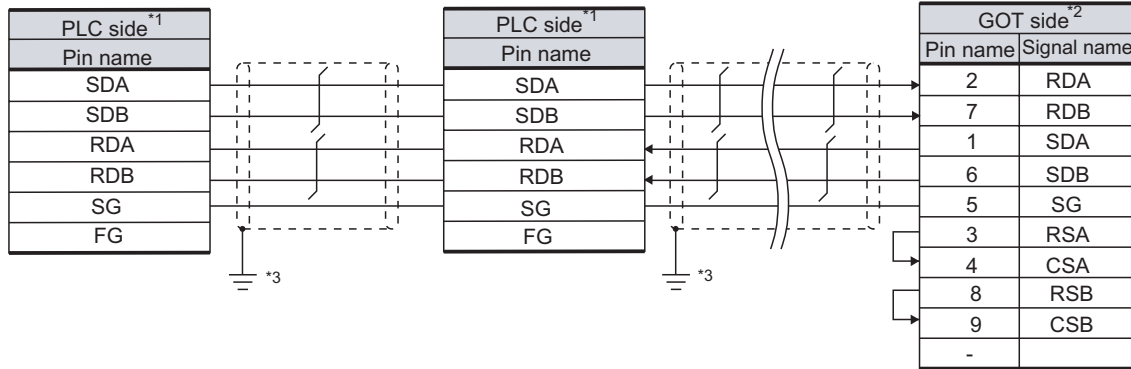 PLC side*1
Pin name
SDA
SDB
RDA
RDB
SG
FG
*3
PLC side*1
Pin name
SDA
SDB
RDA
RDB
SG
FG
*3
GOT side*2
Pin name Signal name
2 RDA
7 RDB
1 SDA
6 SDB
5 SG
3 RSA
4 CSA
8 RSB
9 CSB
-